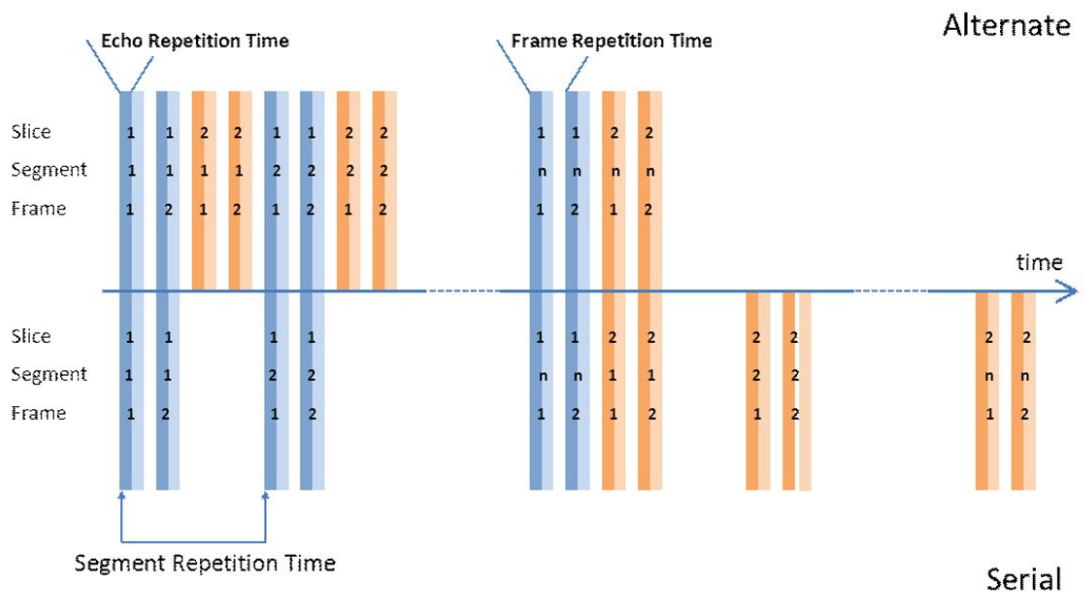 Alternate
Echo Repetition Time Frame Repetition Time
Slice 1 1 2 2 1 1 2 2 1 1 2 2
Segment 1 1 1 1 2 2 2 2 n n n n
Frame 1 2 1 2 1 2 1 2 1 2 1 2
time
Slice 1 1 1 1 1 1 2 2 2 2 2 2
Segment 1 1 2 2 n n 1 1 2 2 n n
Frame 1 2 1 2 1 2 1 2 1 2 1 2
Segment Repetition Time
Serial